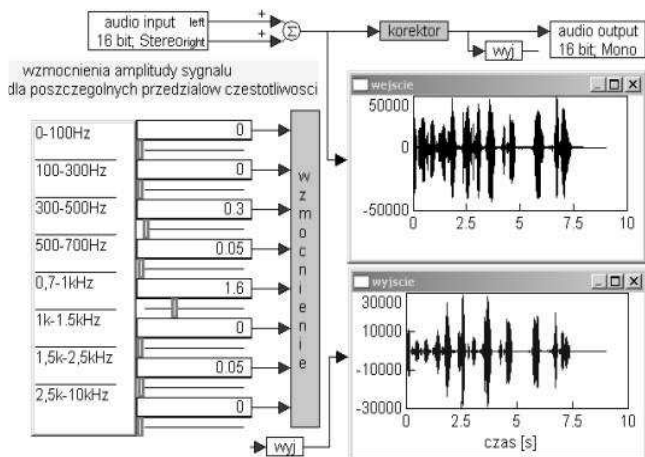 audio input left
16 bit; Stereo right
+
+
Σ
korektor
wyj
audio output
16 bit; Mono
wzmocnienia amplitudy sygnalu
dla poszczegolnych przedzialow czestotliwosci
0-100Hz 0
100-300Hz 0
300-500Hz 0.3
500-700Hz 0.05
0,7-1kHz 1.6
1k-1.5kHz 0
1,5k-2,5kHz 0.05
2,5k-10kHz 0
wzmocnienie
wyj
wejscie
50000
0
-50000
0 2.5 5 7.5 10
wyjscie
30000
10000
-10000
-30000
0 2.5 5 7.5 10
czas [s]